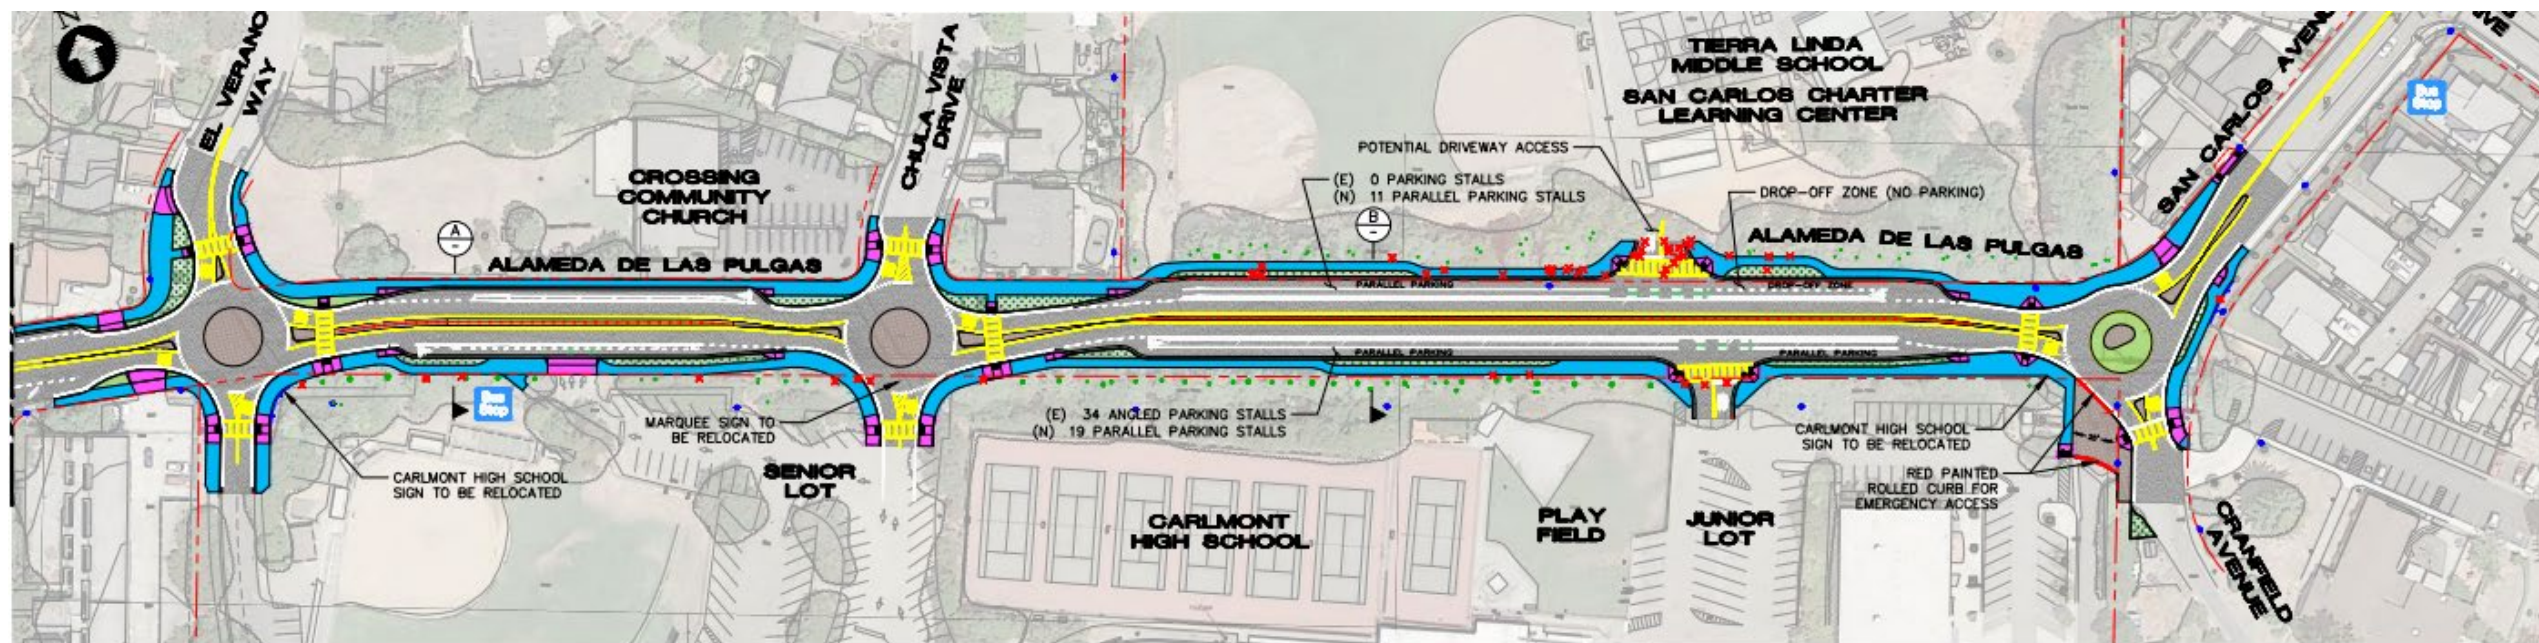 N
EL VERANO
WAY
CROSSING
COMMUNITY
CHURCH
A
-
ALAMEDA DE LAS PULGAS
CHULA VISTA
DRIVE
TIERRA LINDA
MIDDLE SCHOOL
SAN CARLOS CHARTER
LEARNING CENTER
POTENTIAL DRIVEWAY ACCESS
(E) 0 PARKING STALLS
(N) 11 PARALLEL PARKING STALLS
B
-
DROP-OFF ZONE (NO PARKING)
ALAMEDA DE LAS PULGAS
SAN CARLOS AVENU
IVE
Bus
Stop
PARALLEL PARKING
DROP-OFF ZONE
PARALLEL PARKING
PARALLEL PARKING
Bus
Stop
MARQUEE SIGN TO
BE RELOCATED
(E) 34 ANGLED PARKING STALLS
(N) 19 PARALLEL PARKING STALLS
CARLMONT HIGH SCHOOL
SIGN TO BE RELOCATED
CARLMONT HIGH SCHOOL
SIGN TO BE RELOCATED
RED PAINTED
ROLLED CURB FOR
EMERGENCY ACCESS
SENIOR
LOT
CARLMONT
HIGH SCHOOL
PLAY
FIELD
JUNIOR
LOT
CRANFIELD
AVENUE